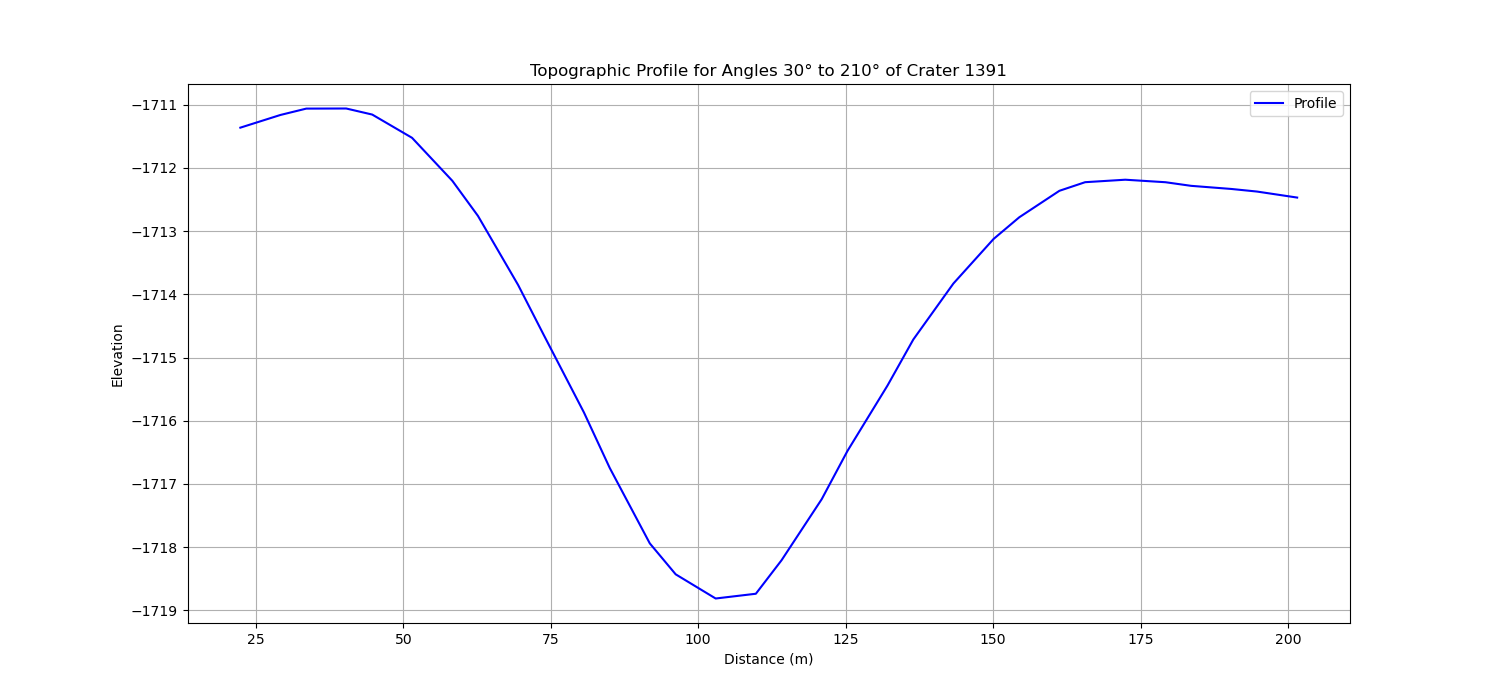 Topographic Profile for Angles 30° to 210° of Crater 1391
Profile
−1711
−1712
−1713
−1714
−1715
−1716
−1717
−1718
−1719
Elevation
25 50 75 100 125 150 175 200
Distance (m)